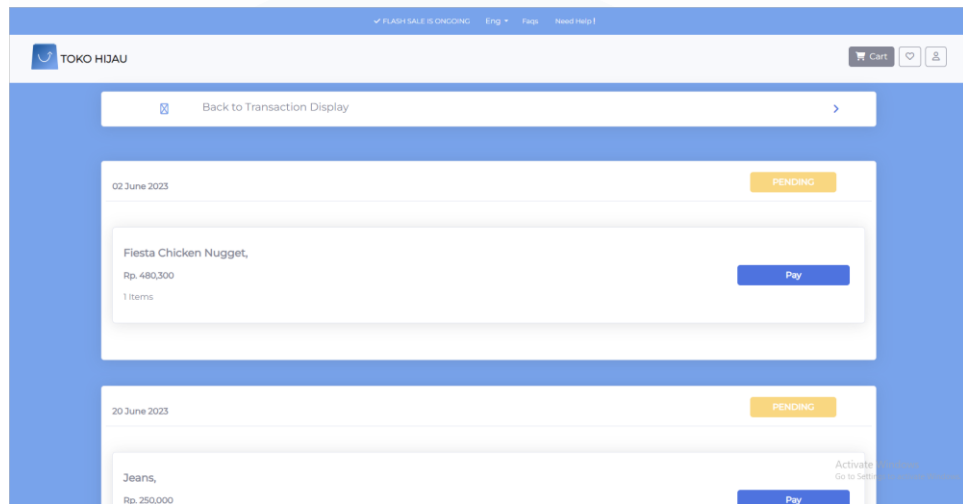 ✓ FLASH SALE IS ONGOING Eng Faqs Need Help!
TOKO HIJAU
Cart
Back to Transaction Display
02 June 2023
PENDING
Fiesta Chicken Nugget,
Rp. 480,300
Pay
1 Items
20 June 2023
PENDING
Jeans,
Activate
Go to
Rp. 250,000
Pay